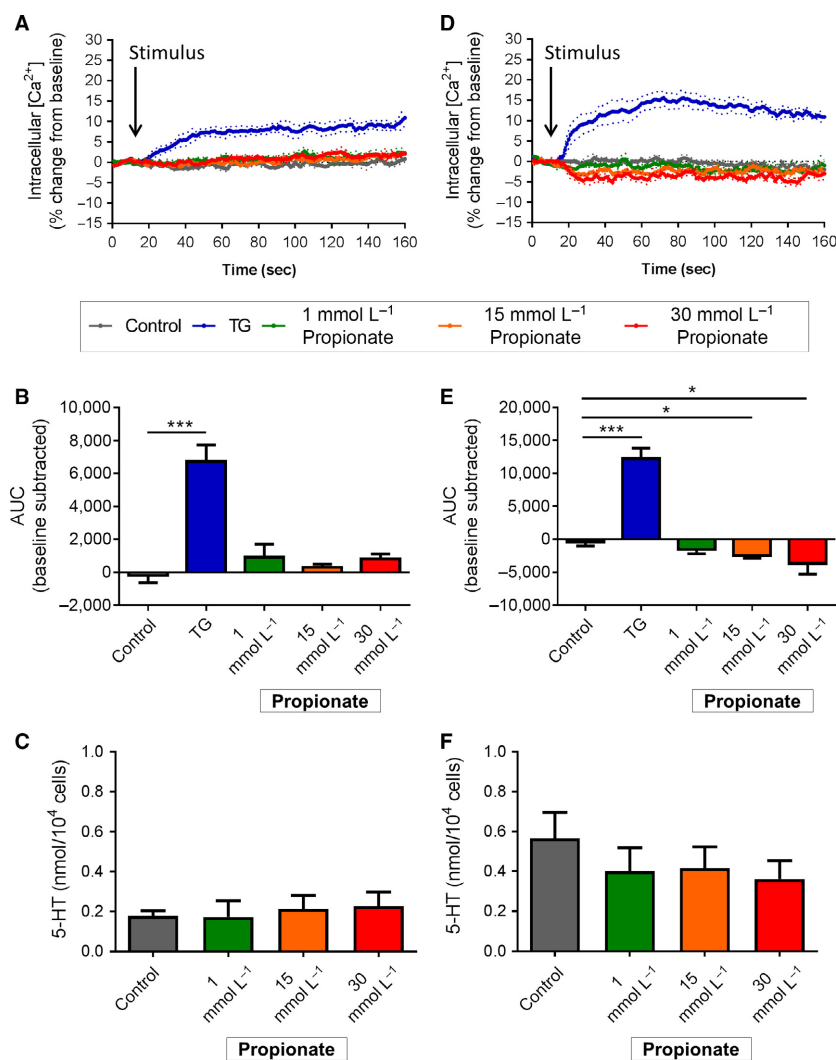 A
Intracellular [Ca²⁺]
(% change from baseline)
30
25
20
15
10
5
0
−5
−10
−15
Stimulus
0 20 40 60 80 100 120 140 160
Time (sec)
D
Intracellular [Ca²⁺]
(% change from baseline)
30
25
20
15
10
5
0
−5
−10
−15
Stimulus
0 20 40 60 80 100 120 140 160
Time (sec)
Control
TG
1 mmol L⁻¹
Propionate
15 mmol L⁻¹
Propionate
30 mmol L⁻¹
Propionate
B
AUC
(baseline subtracted)
10,000
8,000
6,000
4,000
2,000
0
−2,000
***
Control
TG
1
mmol L⁻¹
15
mmol L⁻¹
30
mmol L⁻¹
Propionate
E
AUC
(baseline subtracted)
20,000
15,000
10,000
5,000
0
−5,000
−10,000
*
*
***
Control
TG
1
mmol L⁻¹
15
mmol L⁻¹
30
mmol L⁻¹
Propionate
C
5-HT (nmol/10⁴ cells)
1.0
0.8
0.6
0.4
0.2
0.0
Control
1
mmol L⁻¹
15
mmol L⁻¹
30
mmol L⁻¹
Propionate
F
5-HT (nmol/10⁴ cells)
1.0
0.8
0.6
0.4
0.2
0.0
Control
1
mmol L⁻¹
15
mmol L⁻¹
30
mmol L⁻¹
Propionate